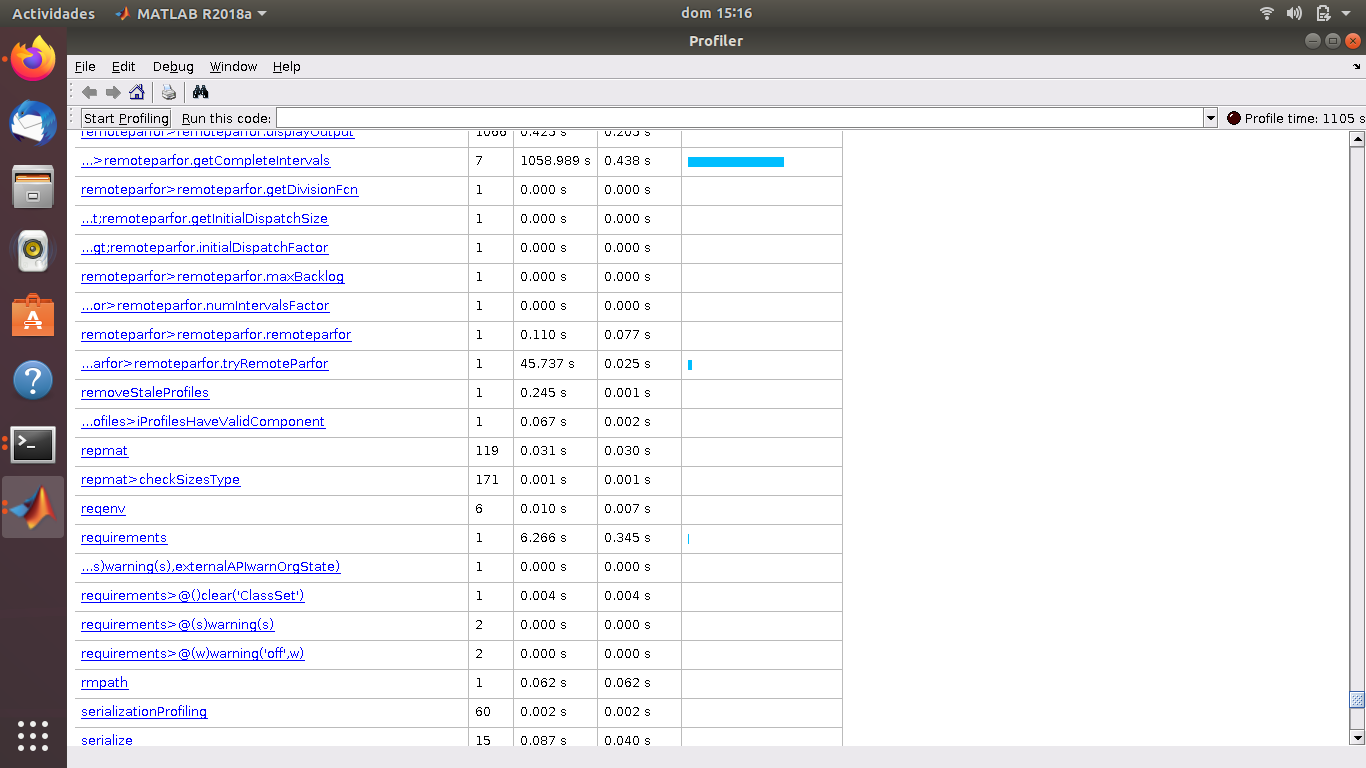 Actividades MATLAB R2018a dom 15:16
Profiler
File Edit Debug Window Help
Start Profiling Run this code: Profile time: 1105 s
remoteparfor>remoteparfor.displayOutput 1066 0.425 s 0.205 s
...>remoteparfor.getCompleteIntervals 7 1058.989 s 0.438 s
remoteparfor>remoteparfor.getDivisionFcn 1 0.000 s 0.000 s
...t;remoteparfor.getInitialDispatchSize 1 0.000 s 0.000 s
...gt;remoteparfor.initialDispatchFactor 1 0.000 s 0.000 s
remoteparfor>remoteparfor.maxBacklog 1 0.000 s 0.000 s
...or>remoteparfor.numIntervalsFactor 1 0.000 s 0.000 s
remoteparfor>remoteparfor.remoteparfor 1 0.110 s 0.077 s
...arfor>remoteparfor.tryRemoteParfor 1 45.737 s 0.025 s
removeStaleProfiles 1 0.245 s 0.001 s
...ofiles>iProfilesHaveValidComponent 1 0.067 s 0.002 s
repmat 119 0.031 s 0.030 s
repmat>checkSizesType 171 0.001 s 0.001 s
reqenv 6 0.010 s 0.007 s
requirements 1 6.266 s 0.345 s
...s)warning(s),externalAPIwarnOrgState) 1 0.000 s 0.000 s
requirements>@()clear('ClassSet') 1 0.004 s 0.004 s
requirements>@(s)warning(s) 2 0.000 s 0.000 s
requirements>@(w)warning('off',w) 2 0.000 s 0.000 s
rmpath 1 0.062 s 0.062 s
serializationProfiling 60 0.002 s 0.002 s
serialize 15 0.087 s 0.040 s